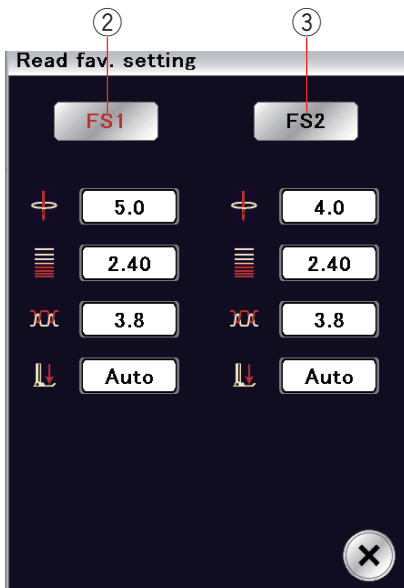 ② ③
Read fav. setting
FS1 FS2
5.0 4.0
2.40 2.40
3.8 3.8
Auto Auto